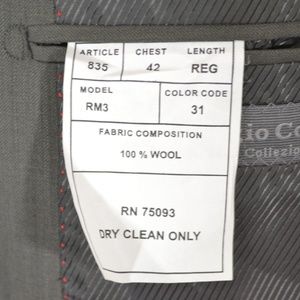 ARTICLE CHEST LENGTH
835 42 REG
MODEL COLOR CODE
RM3 31
FABRIC COMPOSITION
100 % WOOL
RN 75093
DRY CLEAN ONLY